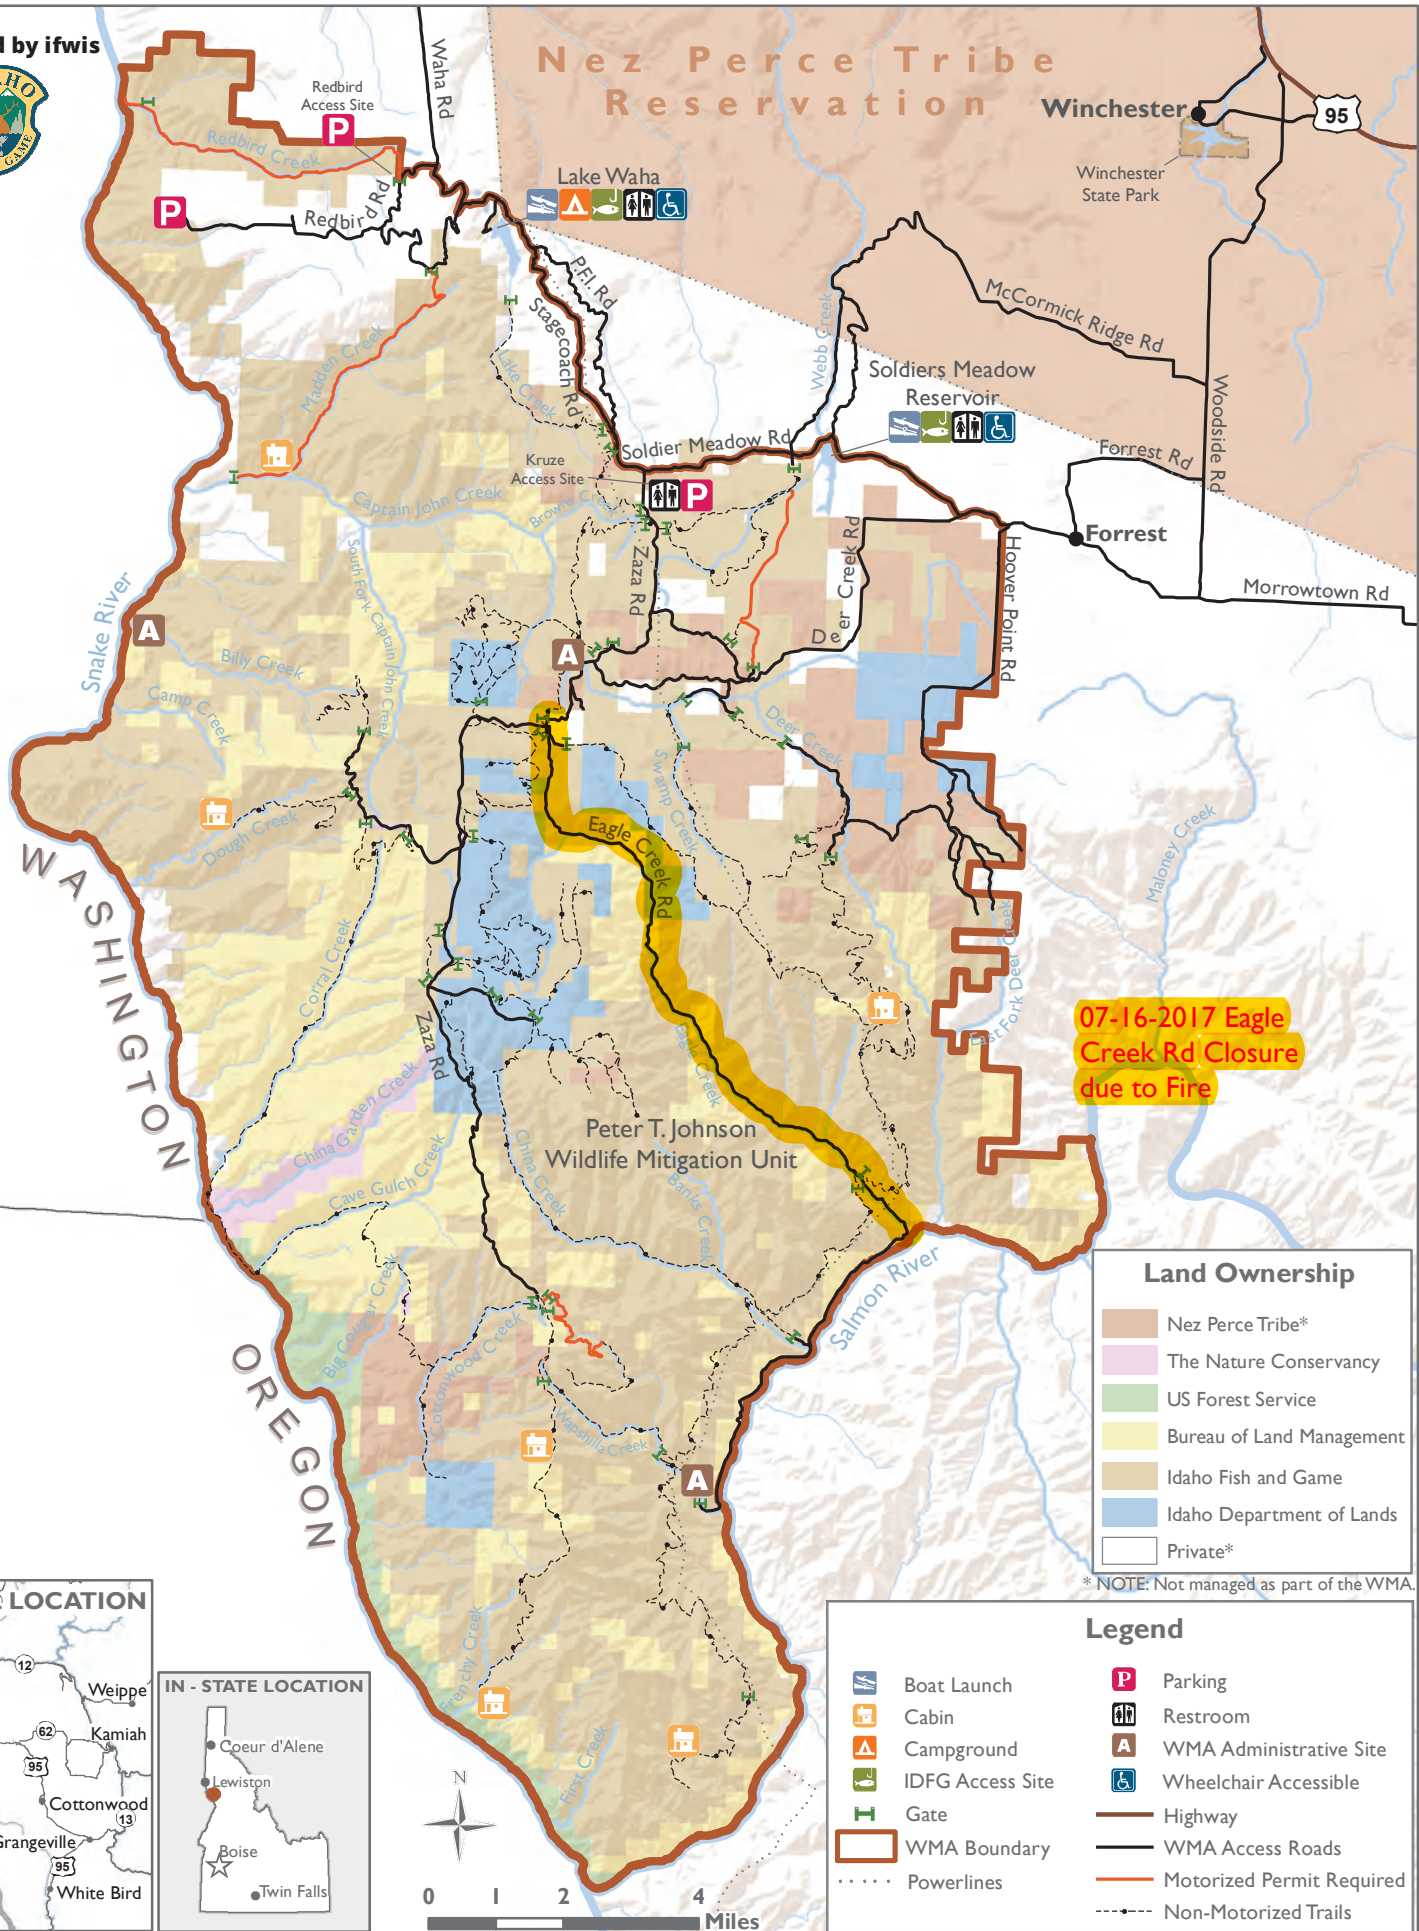 d by ifwis
HO
GAME
Nez Perce Tribe
Reservation
Winchester
95
Winchester
State Park
Waha Rd
Redbird
Access Site
P
Redbird Creek
P
Redbird Rd
Lake Waha
P.F.I. Rd
Stagecoach Rd
Lake Creek
Madden Creek
Webb Creek
McCormick Ridge Rd
Woodside Rd
Soldiers Meadow
Reservoir
Soldier Meadow Rd
Forrest Rd
Kruze
Access Site
P
Captain John Creek
Browns Creek
Forrest
Morrowtown Rd
Hoover Point Rd
Deer Creek Rd
Zaza Rd
South Fork Captain John Creek
Snake River
A
A
Billy Creek
Camp Creek
Deer Creek
Swamp Creek
Dough Creek
Eagle Creek Rd
Maloney Creek
WASHINGTON
Corral Creek
East Fork Deer Creek
07-16-2017 Eagle
Creek Rd Closure
due to Fire
Zaza Rd
Eagle Creek
China Garden Creek
Peter T. Johnson
Wildlife Mitigation Unit
China Creek
Banks Creek
Cave Gulch Creek
Salmon River
Big Cougar Creek
Cottonwood Creek
OREGON
Wapshilla Creek
A
Frenchy Creek
First Creek
Land Ownership
Nez Perce Tribe*
The Nature Conservancy
US Forest Service
Bureau of Land Management
Idaho Fish and Game
Idaho Department of Lands
Private*
* NOTE: Not managed as part of the WMA.
LOCATION
12
Weippe
62
Kamiah
95
Cottonwood
13
Grangeville
95
White Bird
IN - STATE LOCATION
Coeur d'Alene
Lewiston
Boise
Twin Falls
N
0 1 2 4
Miles
Legend
Boat Launch
Cabin
Campground
IDFG Access Site
Gate
WMA Boundary
Powerlines
P Parking
Restroom
A WMA Administrative Site
Wheelchair Accessible
Highway
WMA Access Roads
Motorized Permit Required
Non-Motorized Trails